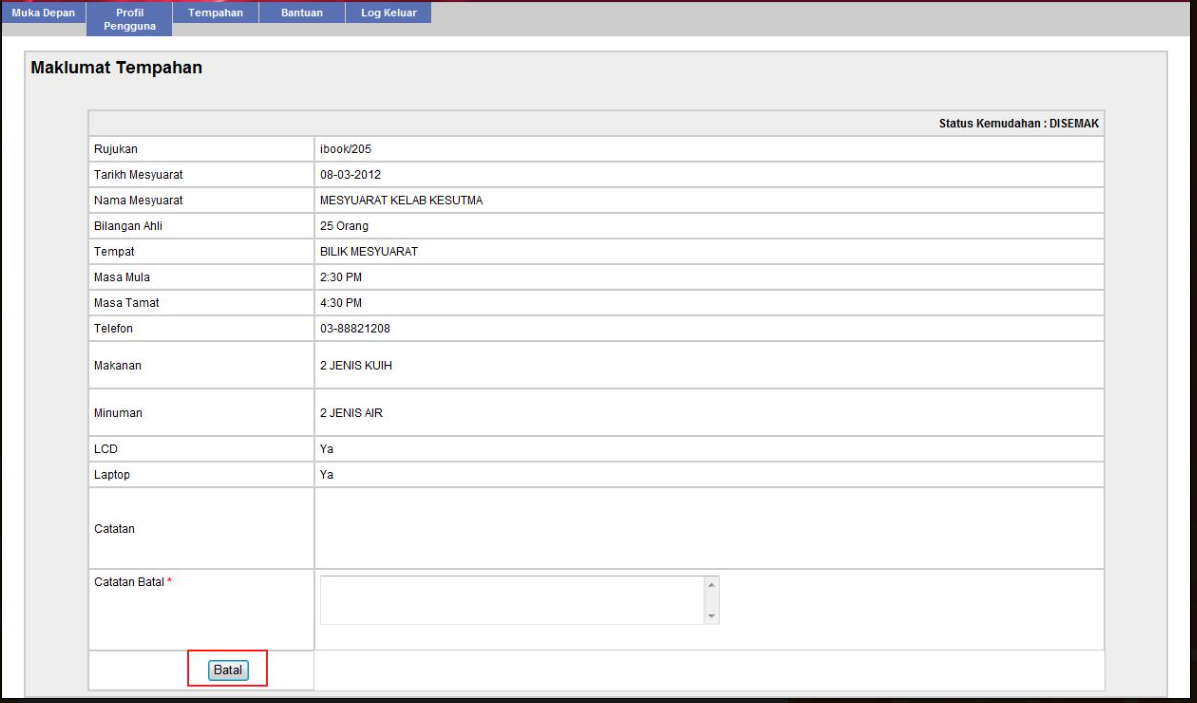 Muka Depan Profil Pengguna Tempahan Bantuan Log Keluar
Maklumat Tempahan
Status Kemudahan : DISEMAK
Rujukan ibook/205
Tarikh Mesyuarat 08-03-2012
Nama Mesyuarat MESYUARAT KELAB KESUTMA
Bilangan Ahli 25 Orang
Tempat BILIK MESYUARAT
Masa Mula 2:30 PM
Masa Tamat 4:30 PM
Telefon 03-88821208
Makanan 2 JENIS KUIH
Minuman 2 JENIS AIR
LCD Ya
Laptop Ya
Catatan
Catatan Batal *
Batal